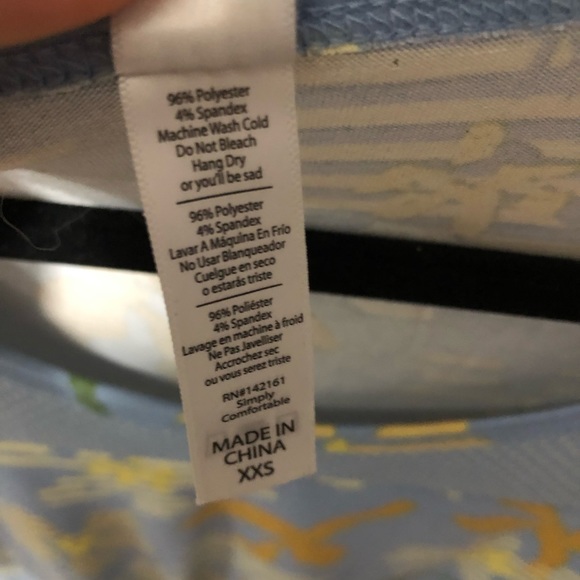 96% Polyester
4% Spandex
Machine Wash Cold
Do Not Bleach
Hang Dry
or you'll be sad
96% Polyester
4% Spandex
Lavar A Máquina En Frío
No Usar Blanqueador
Cuelgue en seco
o estarás triste
96% Poliéster
4% Spandex
Lavage en machine à froid
Ne Pas Javelliser
Accrochez sec
ou vous serez triste
RN#142161
Simply
Comfortable
MADE IN
CHINA
XXS